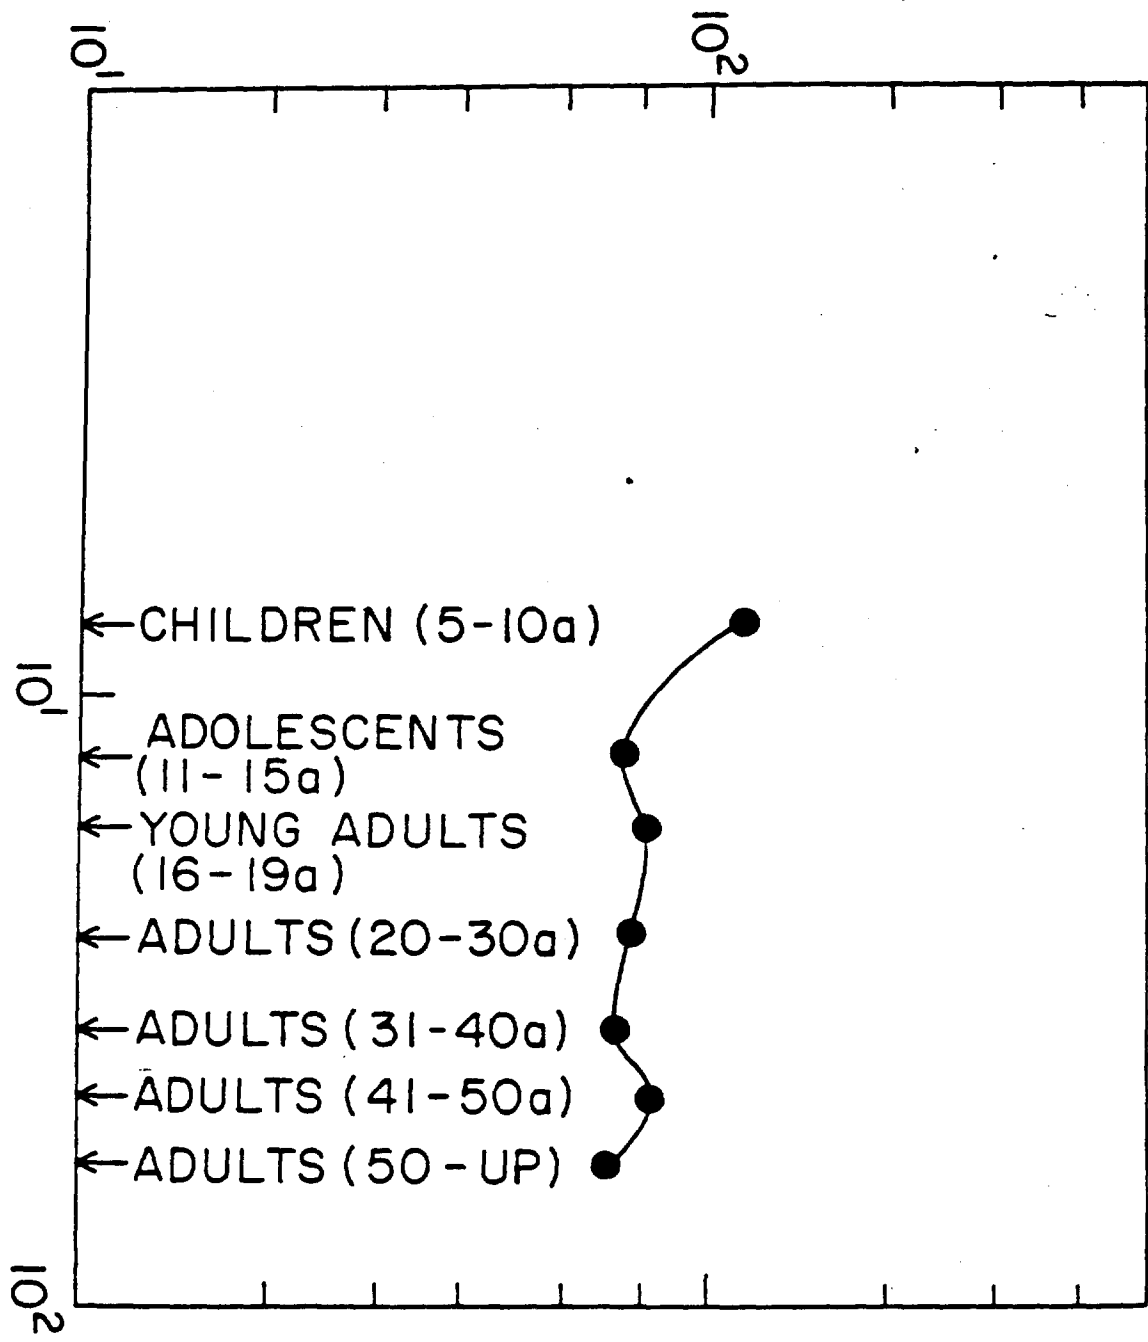 10¹
10²
CHILDREN (5-10a)
10¹
ADOLESCENTS
(11-15a)
YOUNG ADULTS
(16-19a)
ADULTS (20-30a)
ADULTS (31-40a)
ADULTS (41-50a)
ADULTS (50-UP)
10²